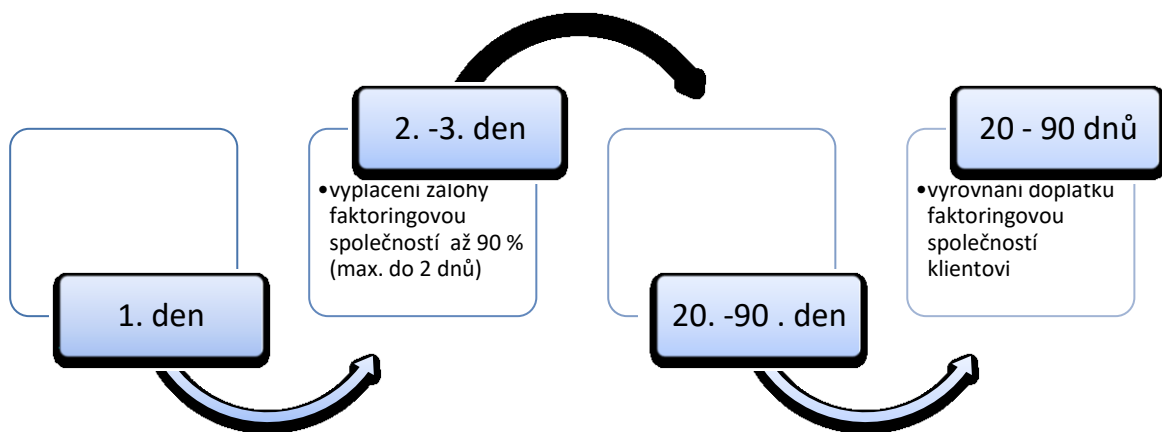 1. den
2. -3. den
•vyplacení zálohy
faktoringovou
společností až 90 %
(max. do 2 dnů)
20. -90 . den
20 - 90 dnů
•vyrovnání doplatku
faktoringovou
společností
klientovi